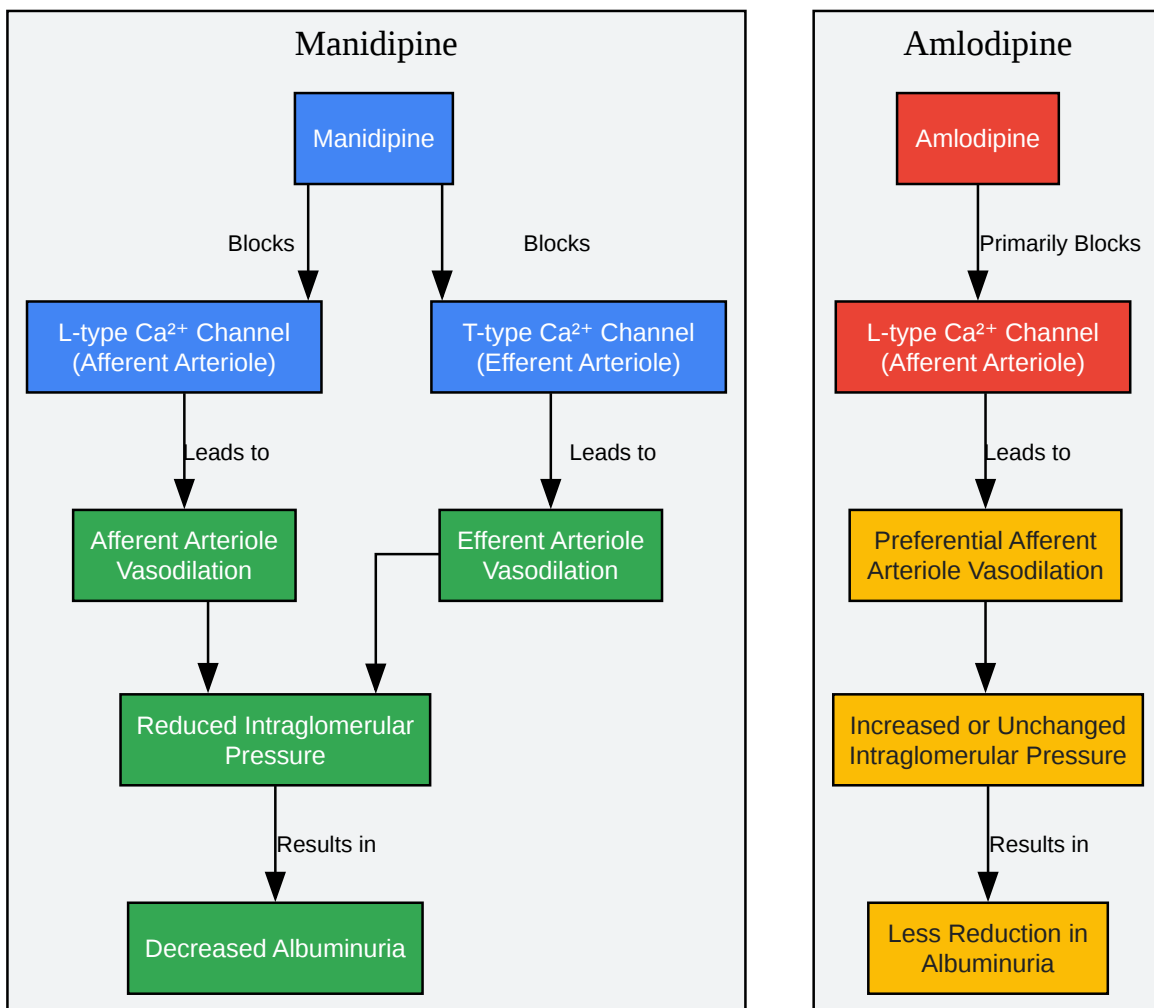 Manidipine
Manidipine
Blocks
Blocks
L-type Ca²⁺ Channel
(Afferent Arteriole)
T-type Ca²⁺ Channel
(Efferent Arteriole)
Leads to
Leads to
Afferent Arteriole
Vasodilation
Efferent Arteriole
Vasodilation
Reduced Intraglomerular
Pressure
Results in
Decreased Albuminuria
Amlodipine
Amlodipine
Primarily Blocks
L-type Ca²⁺ Channel
(Afferent Arteriole)
Leads to
Preferential Afferent
Arteriole Vasodilation
Increased or Unchanged
Intraglomerular Pressure
Results in
Less Reduction in
Albuminuria